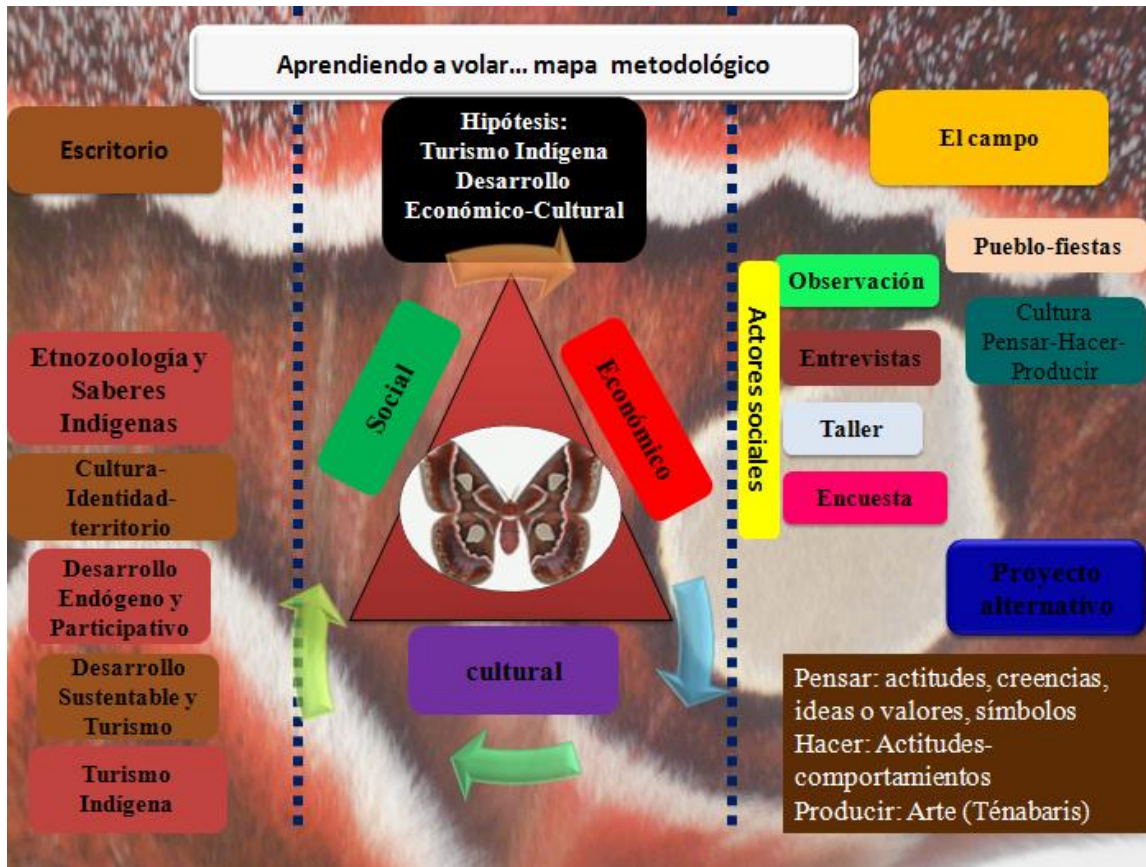 Aprendiendo a volar... mapa metodológico
Escritorio
Hipótesis:
Turismo Indígena
Desarrollo
Económico-Cultural
El campo
Etnozoología y
Saberes
Indígenas
Cultura-
Identidad-
territorio
Desarrollo
Endógeno y
Participativo
Desarrollo
Sustentable y
Turismo
Turismo
Indígena
Social
Económico
cultural
Actores sociales
Observación
Entrevistas
Taller
Encuesta
Pueblo-fiestas
Cultura
Pensar-Hacer-
Producir
Proyecto
alternativo
Pensar: actitudes, creencias,
ideas o valores, símbolos
Hacer: Actitudes-
comportamientos
Producir: Arte (Ténabaris)